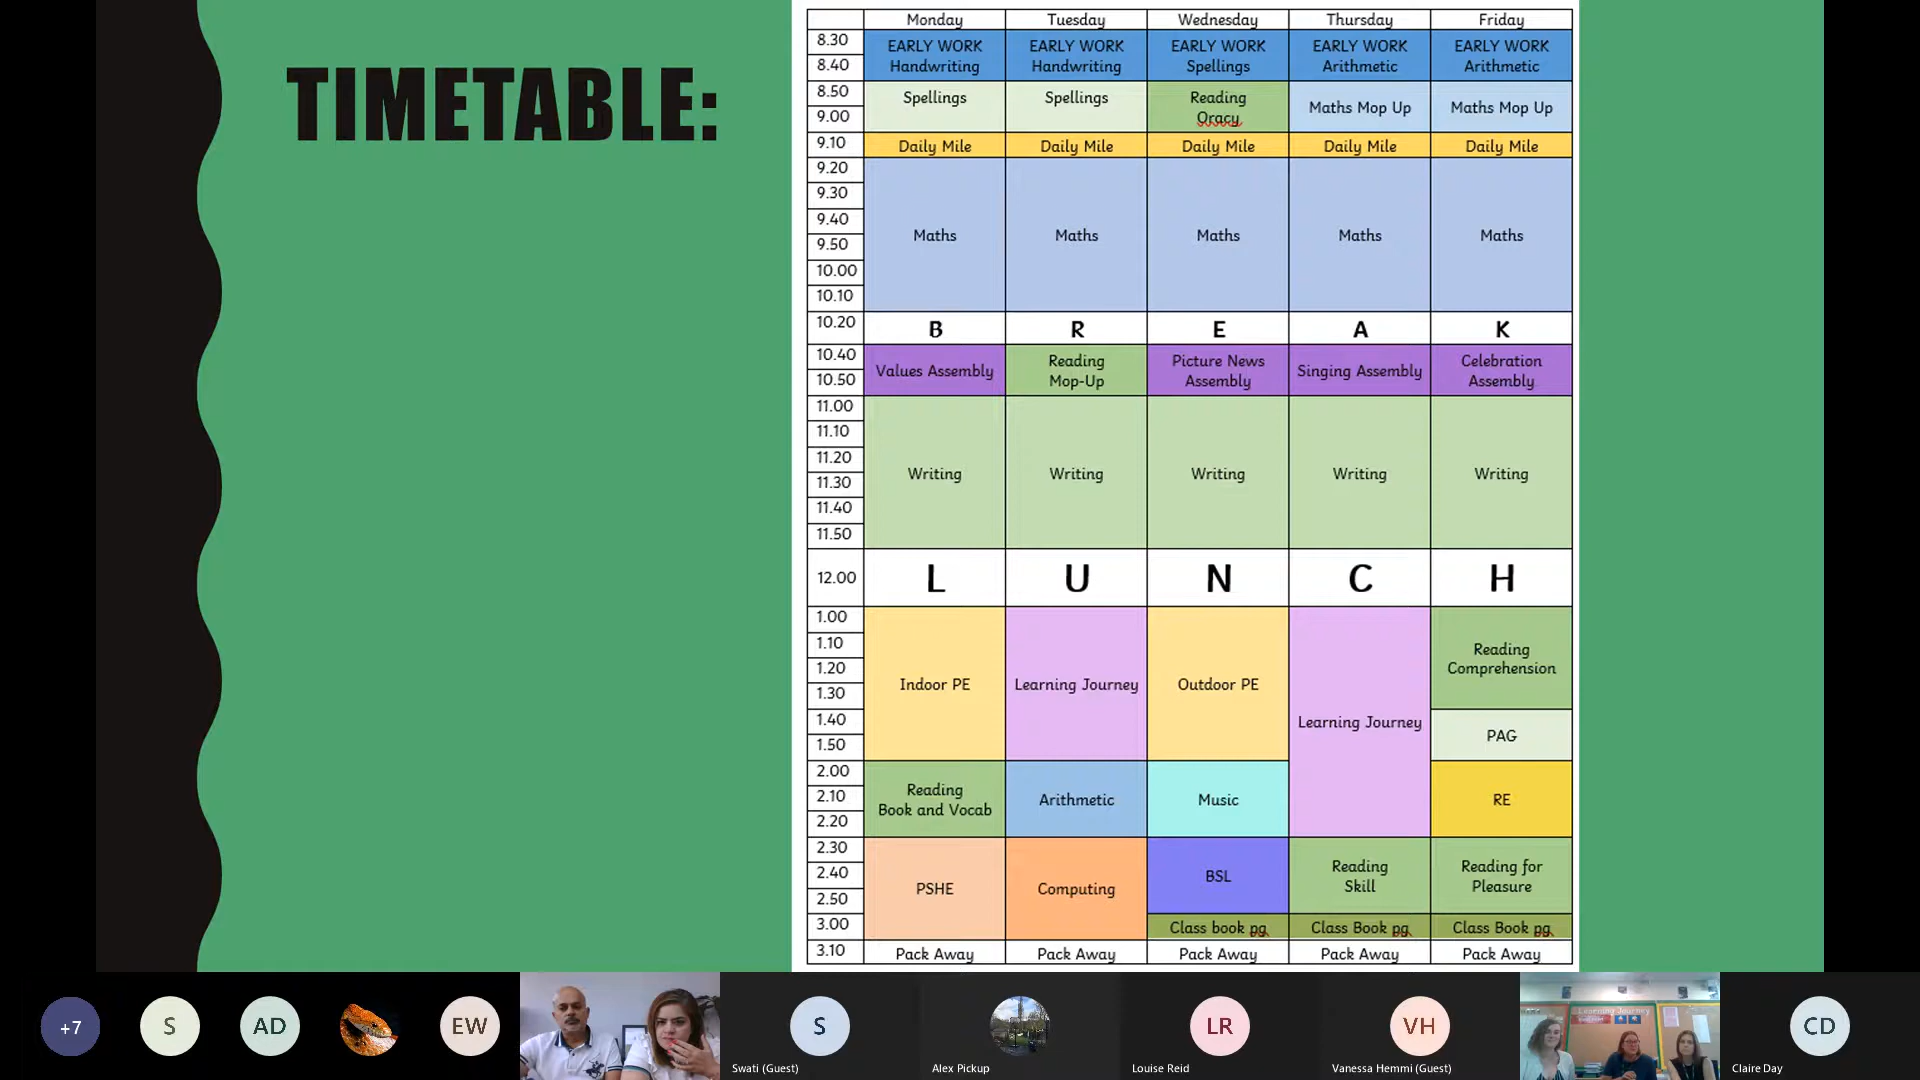 TIMETABLE:
Monday Tuesday Wednesday Thursday Friday
8.30
8.40
EARLY WORK
Handwriting
EARLY WORK
Handwriting
EARLY WORK
Spellings
EARLY WORK
Arithmetic
EARLY WORK
Arithmetic
8.50
9.00
Spellings
Spellings
Reading
Oracy
Maths Mop Up
Maths Mop Up
9.10 Daily Mile Daily Mile Daily Mile Daily Mile Daily Mile
9.20
9.30
9.40
9.50
10.00
10.10
Maths Maths Maths Maths Maths
10.20 B R E A K
10.40
10.50
Values Assembly
Reading
Mop-Up
Picture News
Assembly
Singing Assembly
Celebration
Assembly
11.00
11.10
11.20
11.30
11.40
11.50
Writing Writing Writing Writing Writing
12.00 L U N C H
1.00
1.10
1.20
1.30
1.40
1.50
Indoor PE
Learning Journey
Outdoor PE
Learning Journey
Reading
Comprehension
PAG
2.00
2.10
2.20
Reading
Book and Vocab
Arithmetic
Music
RE
2.30
2.40
2.50
3.00
PSHE
Computing
BSL
Reading
Skill
Reading for
Pleasure
Class book pg
Class Book pg
Class Book pg
3.10 Pack Away Pack Away Pack Away Pack Away Pack Away
+7
S
AD
EW
S
Swati (Guest)
Alex Pickup
LR
Louise Reid
VH
Vanessa Hemmi (Guest)
Learning Journey
CD
Claire Day